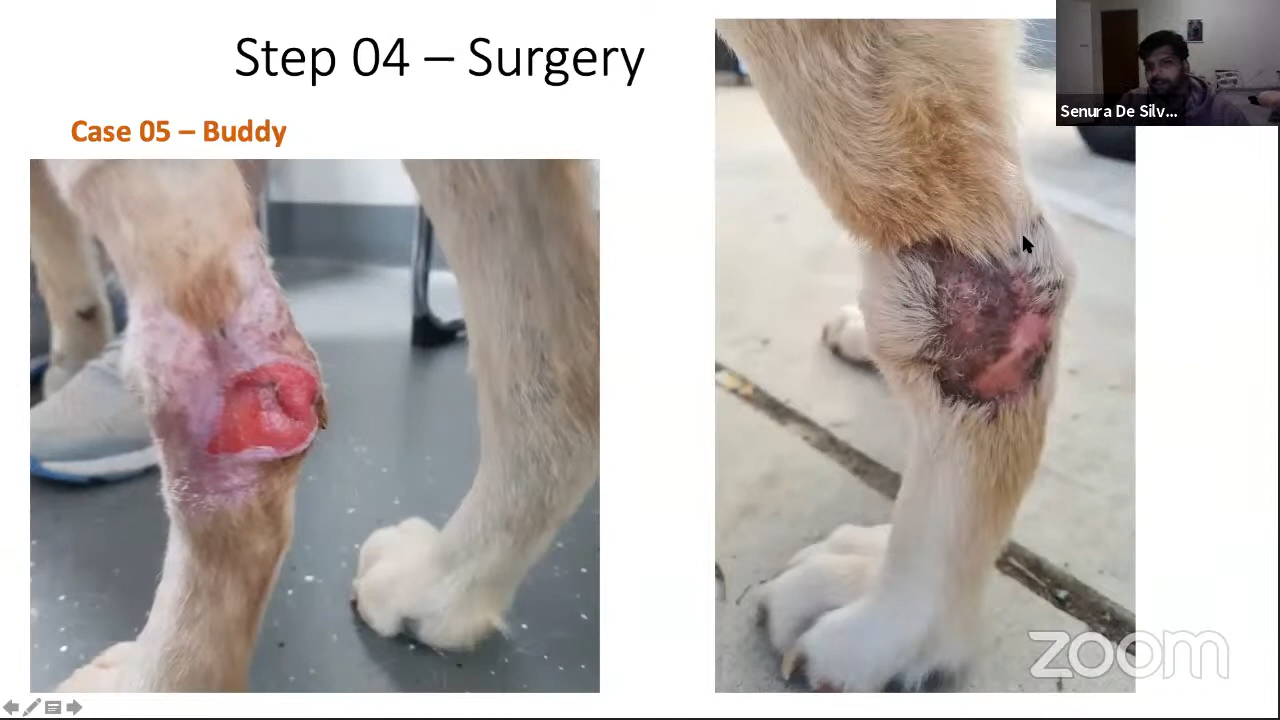 Step 04 – Surgery
Senura De Silv...
Case 05 – Buddy
zoom